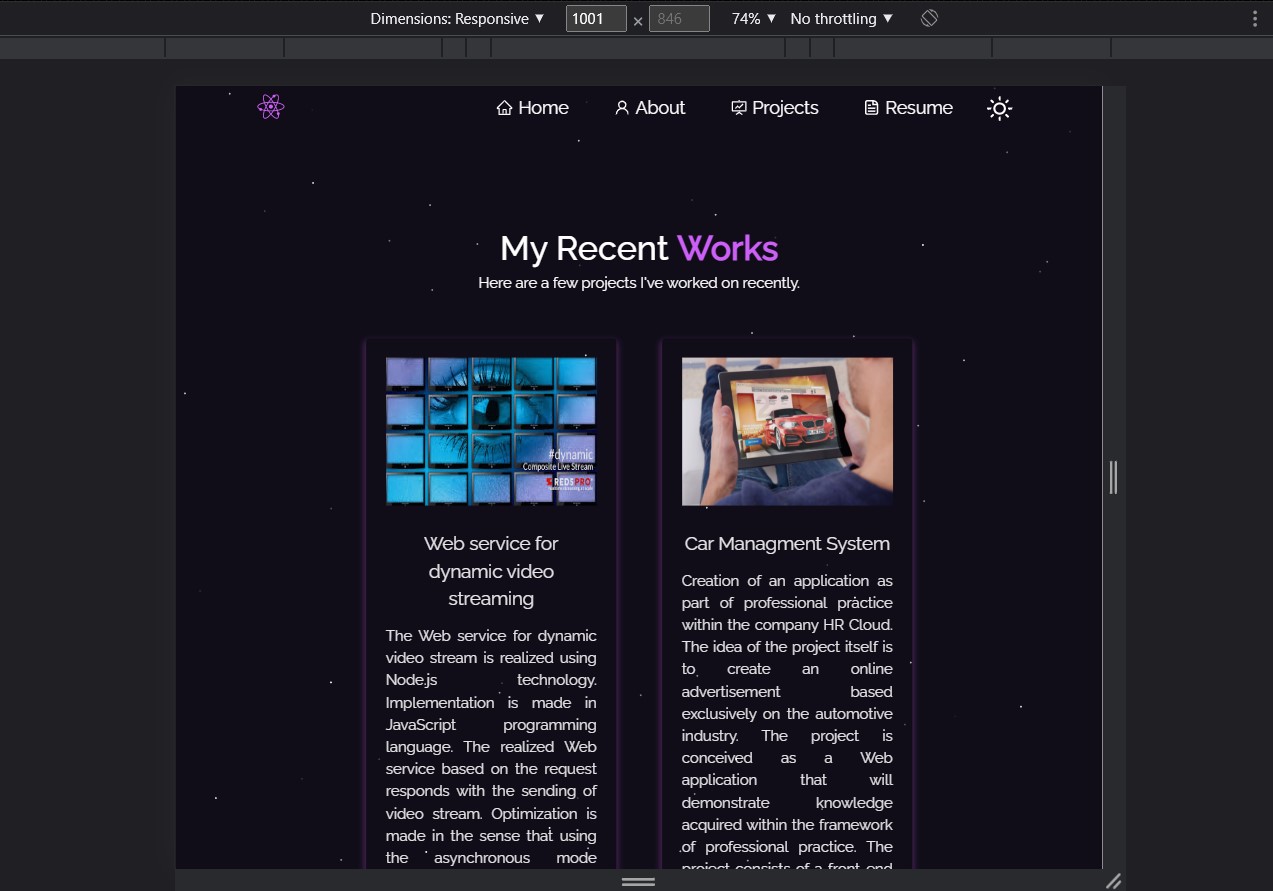 Dimensions: Responsive ▼ 1001 × 846 74% ▼ No throttling ▼
Home About Projects Resume
My Recent Works
Here are a few projects I've worked on recently.
#dynamic
Composite Live Stream
REDSPRO
Web service for
dynamic video
streaming
The Web service for dynamic
video stream is realized using
Node.js technology.
Implementation is made in
JavaScript programming
language. The realized Web
service based on the request
responds with the sending of
video stream. Optimization is
made in the sense that using
the asynchronous mode
Car Managment System
Creation of an application as
part of professional practice
within the company HR Cloud.
The idea of the project itself is
to create an online
advertisement based
exclusively on the automotive
industry. The project is
conceived as a Web
application that will
demonstrate knowledge
acquired within the framework
of professional practice. The
project consists of a front-end